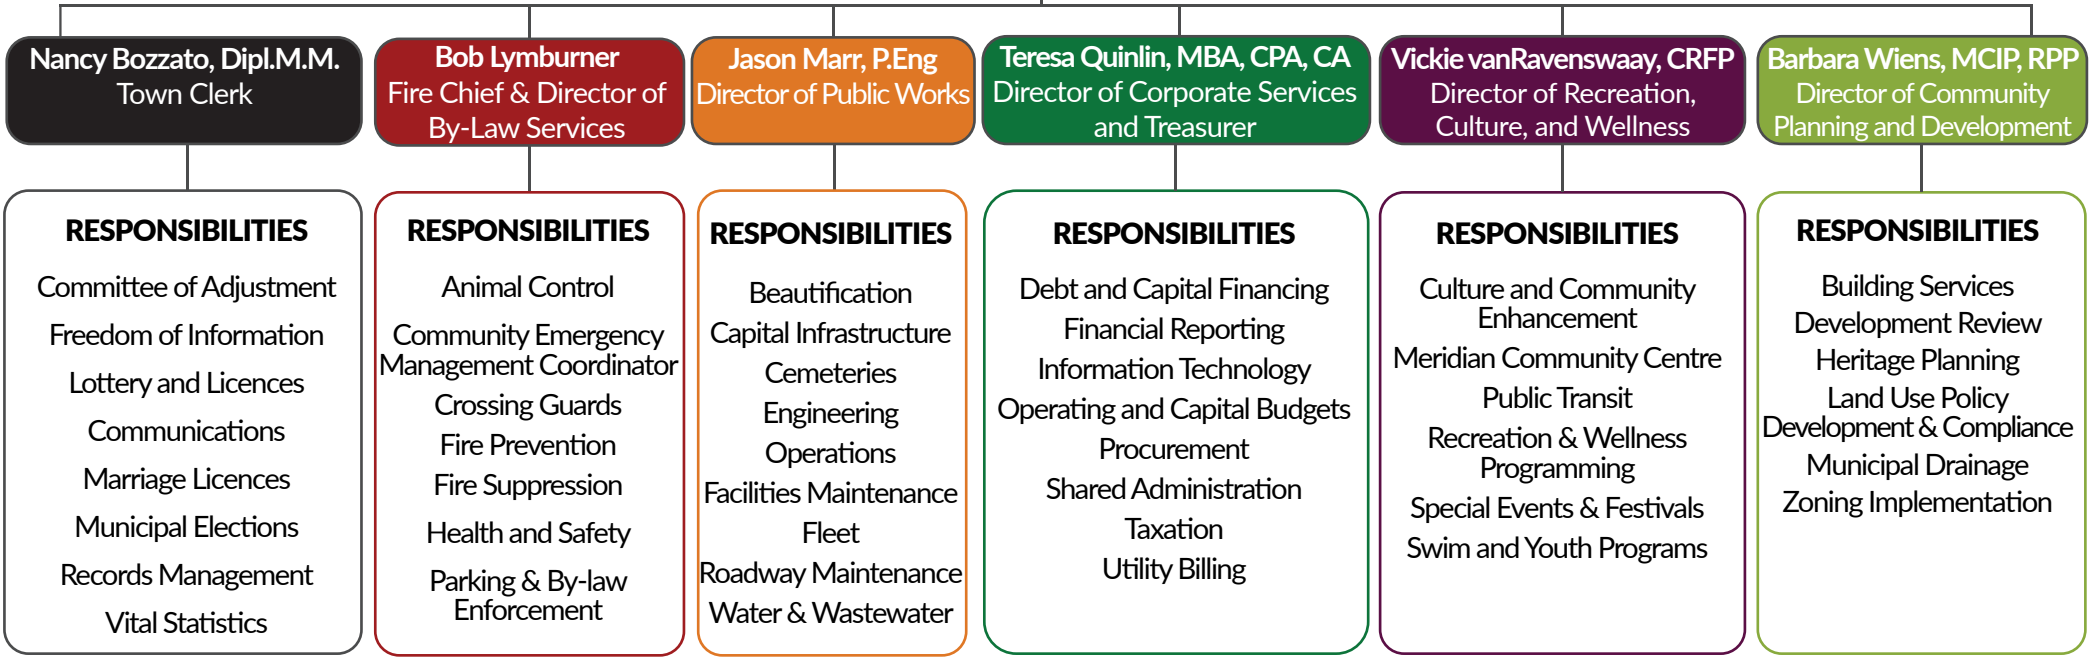 Nancy Bozzato, Dipl.M.M.
Town Clerk
RESPONSIBILITIES
Committee of Adjustment
Freedom of Information
Lottery and Licences
Communications
Marriage Licences
Municipal Elections
Records Management
Vital Statistics
Bob Lymburner
Fire Chief & Director of
By-Law Services
RESPONSIBILITIES
Animal Control
Community Emergency
Management Coordinator
Crossing Guards
Fire Prevention
Fire Suppression
Health and Safety
Parking & By-law
Enforcement
Jason Marr, P.Eng
Director of Public Works
RESPONSIBILITIES
Beautification
Capital Infrastructure
Cemeteries
Engineering
Operations
Facilities Maintenance
Fleet
Roadway Maintenance
Water & Wastewater
Teresa Quinlin, MBA, CPA, CA
Director of Corporate Services
and Treasurer
RESPONSIBILITIES
Debt and Capital Financing
Financial Reporting
Information Technology
Operating and Capital Budgets
Procurement
Shared Administration
Taxation
Utility Billing
Vickie vanRavenswaay, CRFP
Director of Recreation,
Culture, and Wellness
RESPONSIBILITIES
Culture and Community
Enhancement
Meridian Community Centre
Public Transit
Recreation & Wellness
Programming
Special Events & Festivals
Swim and Youth Programs
Barbara Wiens, MCIP, RPP
Director of Community
Planning and Development
RESPONSIBILITIES
Building Services
Development Review
Heritage Planning
Land Use Policy
Development & Compliance
Municipal Drainage
Zoning Implementation